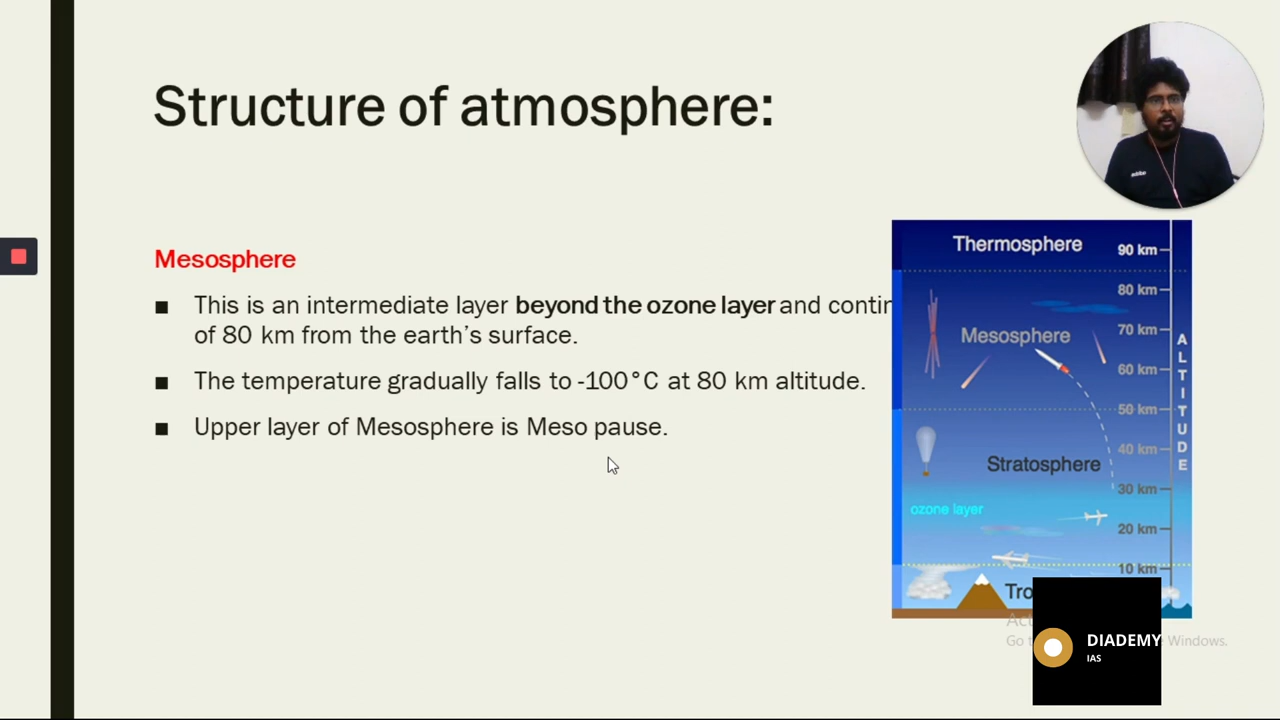 Structure of atmosphere:
Mesosphere
■ This is an intermediate layer beyond the ozone layer and contin
of 80 km from the earth's surface.
■ The temperature gradually falls to -100°C at 80 km altitude.
■ Upper layer of Mesosphere is Meso pause.
Thermosphere
90 km
80 km
Mesosphere
70 km
60 km
50 km
40 km
Stratosphere
30 km
ozone layer
20 km
10 km
Tro
ALTITUDE
Go t
Windows.
DIADEMY
IAS